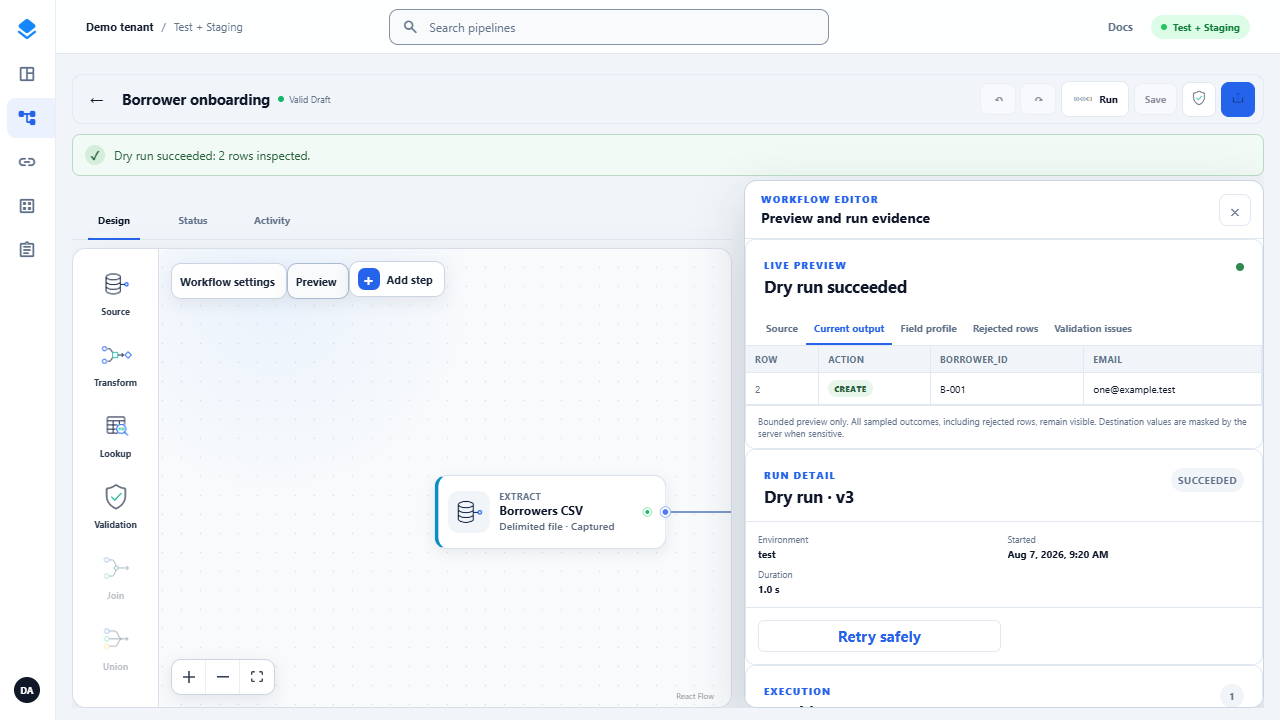 Demo tenant / Test + Staging
Search pipelines
Docs
Test + Staging
← Borrower onboarding
Valid Draft
Run
Save
✓ Dry run succeeded: 2 rows inspected.
Design
Status
Activity
Source
Transform
Lookup
Validation
Join
Union
Workflow settings
Preview
+ Add step
EXTRACT
Borrowers CSV
Delimited file · Captured
React Flow
DA
WORKFLOW EDITOR
Preview and run evidence
×
LIVE PREVIEW
Dry run succeeded
Source
Current output
Field profile
Rejected rows
Validation issues
ROW ACTION BORROWER_ID EMAIL
2 CREATE B-001 one@example.test
Bounded preview only. All sampled outcomes, including rejected rows, remain visible. Destination values are masked by the
server when sensitive.
RUN DETAIL
Dry run · v3
SUCCEEDED
Environment
test
Started
Aug 7, 2026, 9:20 AM
Duration
1.0 s
Retry safely
EXECUTION
1